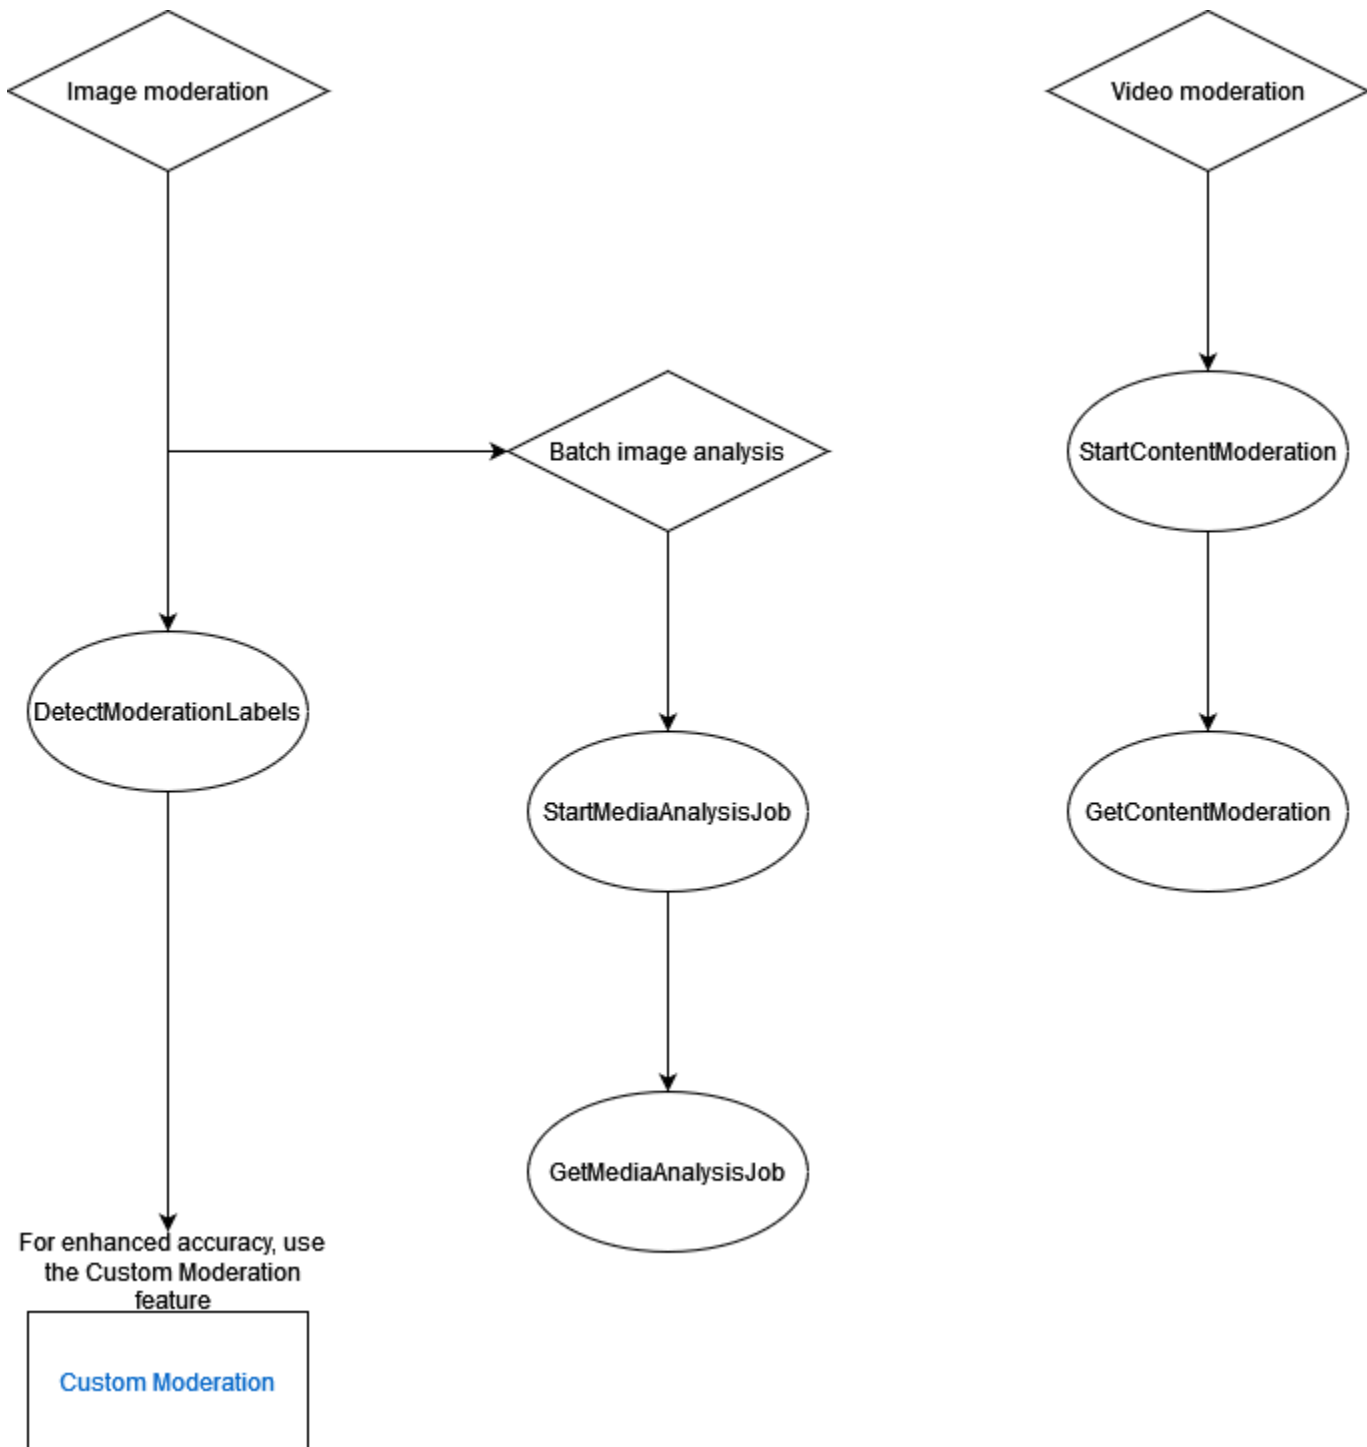 Image moderation
Video moderation
Batch image analysis
StartContentModeration
DetectModerationLabels
StartMediaAnalysisJob
GetContentModeration
GetMediaAnalysisJob
For enhanced accuracy, use
the Custom Moderation
feature
Custom Moderation